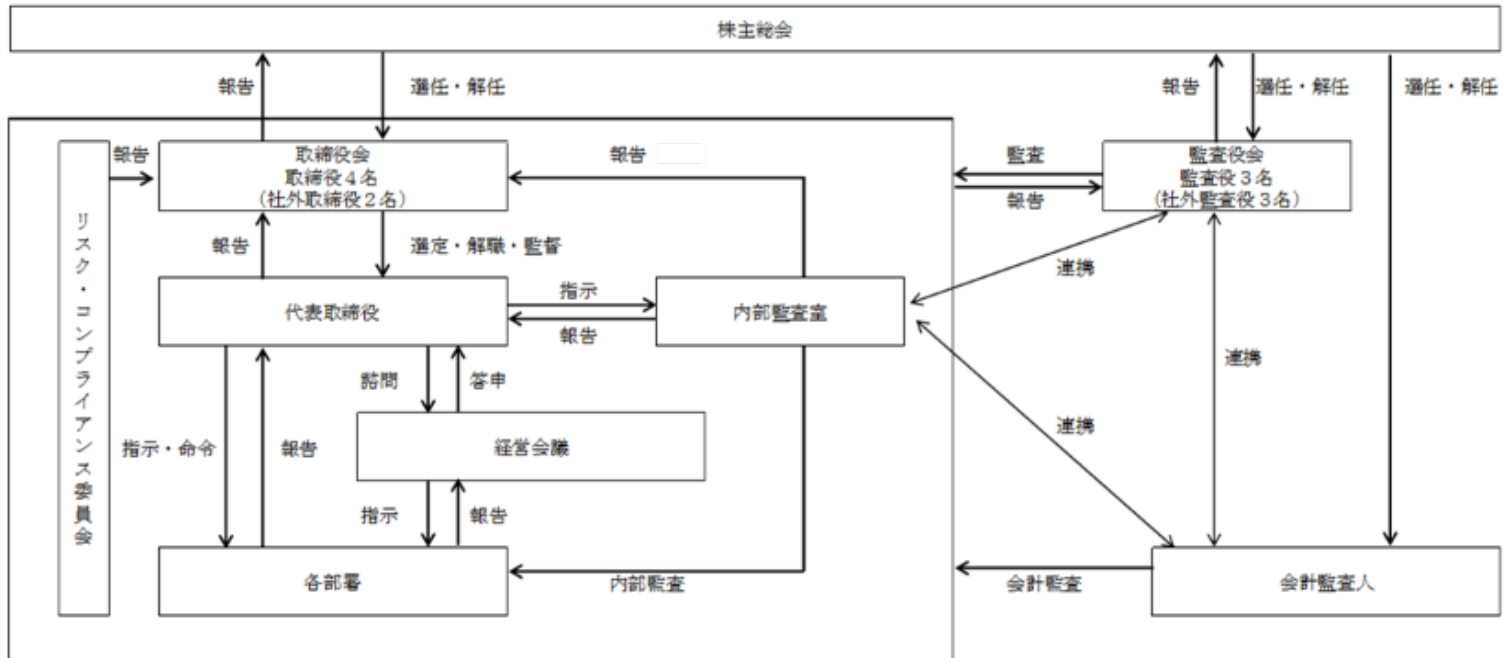 株主総会
報告
選任・解任
報告
選任・解任
選任・解任
報告
取締役会
取締役4名
(社外取締役2名)
報告
監査
報告
監査役会
監査役3名
(社外監査役3名)
リスク・コンプライアンス委員会
報告
選定・解職・監督
連携
代表取締役
指示
報告
内部監査室
諮問
答申
連携
指示・命令
報告
経営会議
連携
指示
報告
各部署
内部監査
会計監査
会計監査人